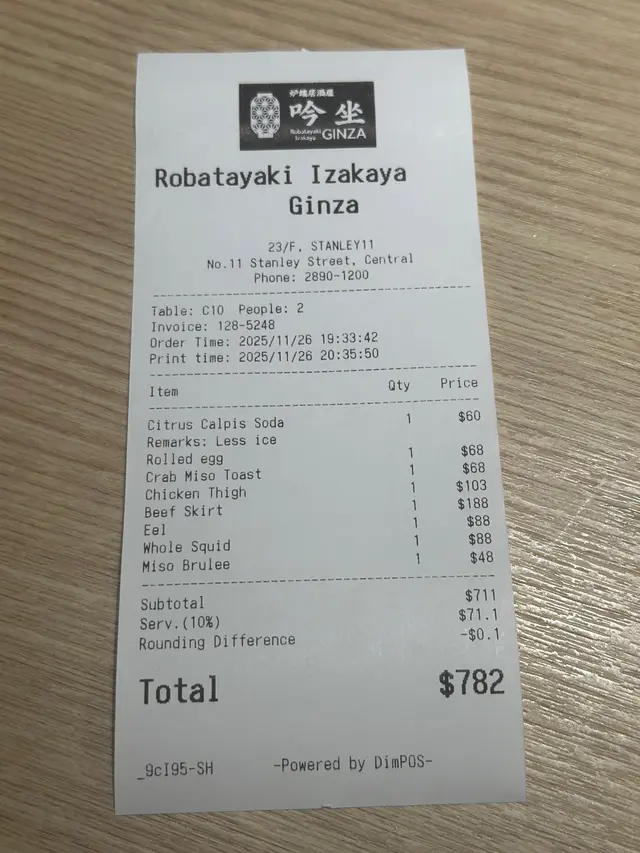 炉端居酒屋
吟坐
Robatayaki
Izakaya GINZA
Robatayaki Izakaya
Ginza
23/F, STANLEY11
No.11 Stanley Street, Central
Phone: 2890-1200
Table: C10 People: 2
Invoice: 128-5248
Order Time: 2025/11/26 19:33:42
Print time: 2025/11/26 20:35:50
Item Qty Price
Citrus Calpis Soda 1 $60
Remarks: Less ice
Rolled egg 1 $68
Crab Miso Toast 1 $68
Chicken Thigh 1 $103
Beef Skirt 1 $188
Eel 1 $88
Whole Squid 1 $88
Miso Brulee 1 $48
Subtotal $711
Serv.(10%) $71.1
Rounding Difference -$0.1
Total $782
_9cI95-SH -Powered by DimPOS-